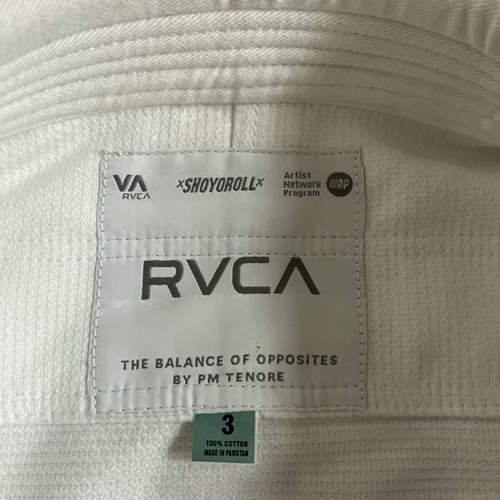 VA
RVCA
×SHOYOROLL×
Artist
Network
Program
ANP
RVCA
THE BALANCE OF OPPOSITES
BY PM TENORE
3
100% COTTON
MADE IN PAKISTAN